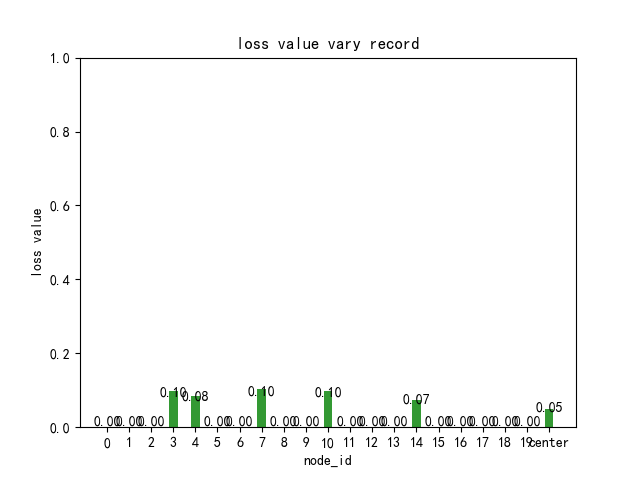 loss value vary record
1.0
0.8
0.6
0.4
0.2
0.0
loss value
0.00 0.00 0.00 0.10 0.08 0.00 0.00 0.10 0.00 0.00 0.10 0.00 0.00 0.00 0.07 0.00 0.00 0.00 0.00 0.00 0.05
0 1 2 3 4 5 6 7 8 9 10 11 12 13 14 15 16 17 18 19 center
node_id